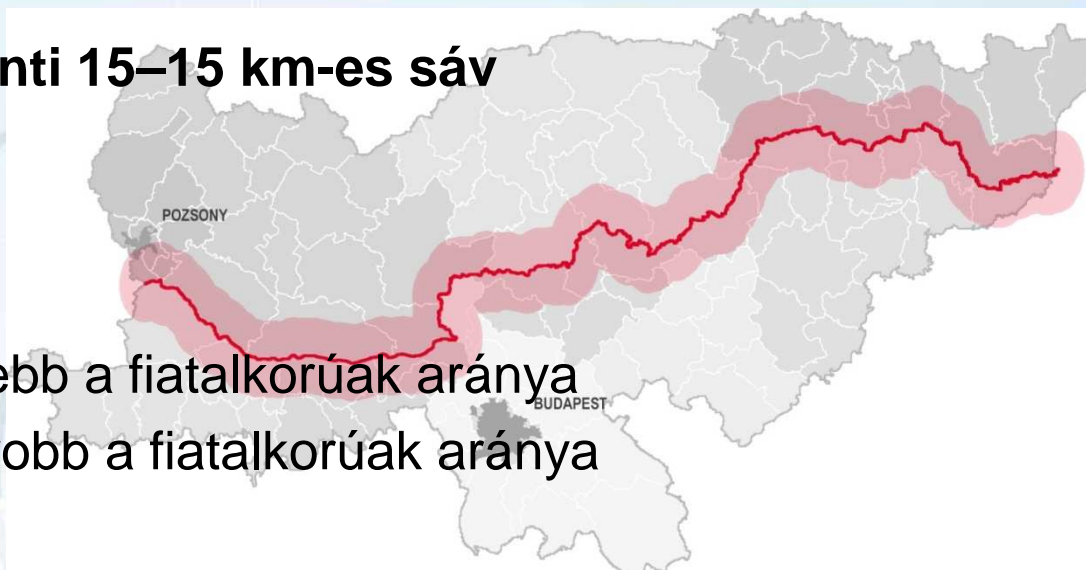 nti 15–15 km-es sáv
POZSONY
ebb a fiatalkorúak aránya
BUDAPEST
obb a fiatalkorúak aránya